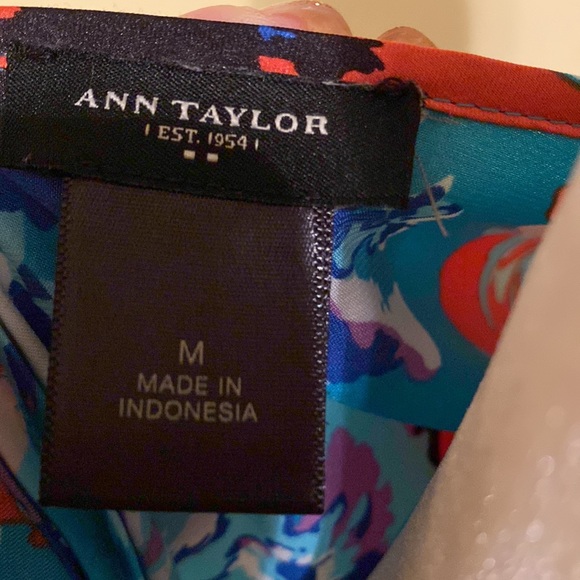 ANN TAYLOR
EST. 1954
M
MADE IN
INDONESIA